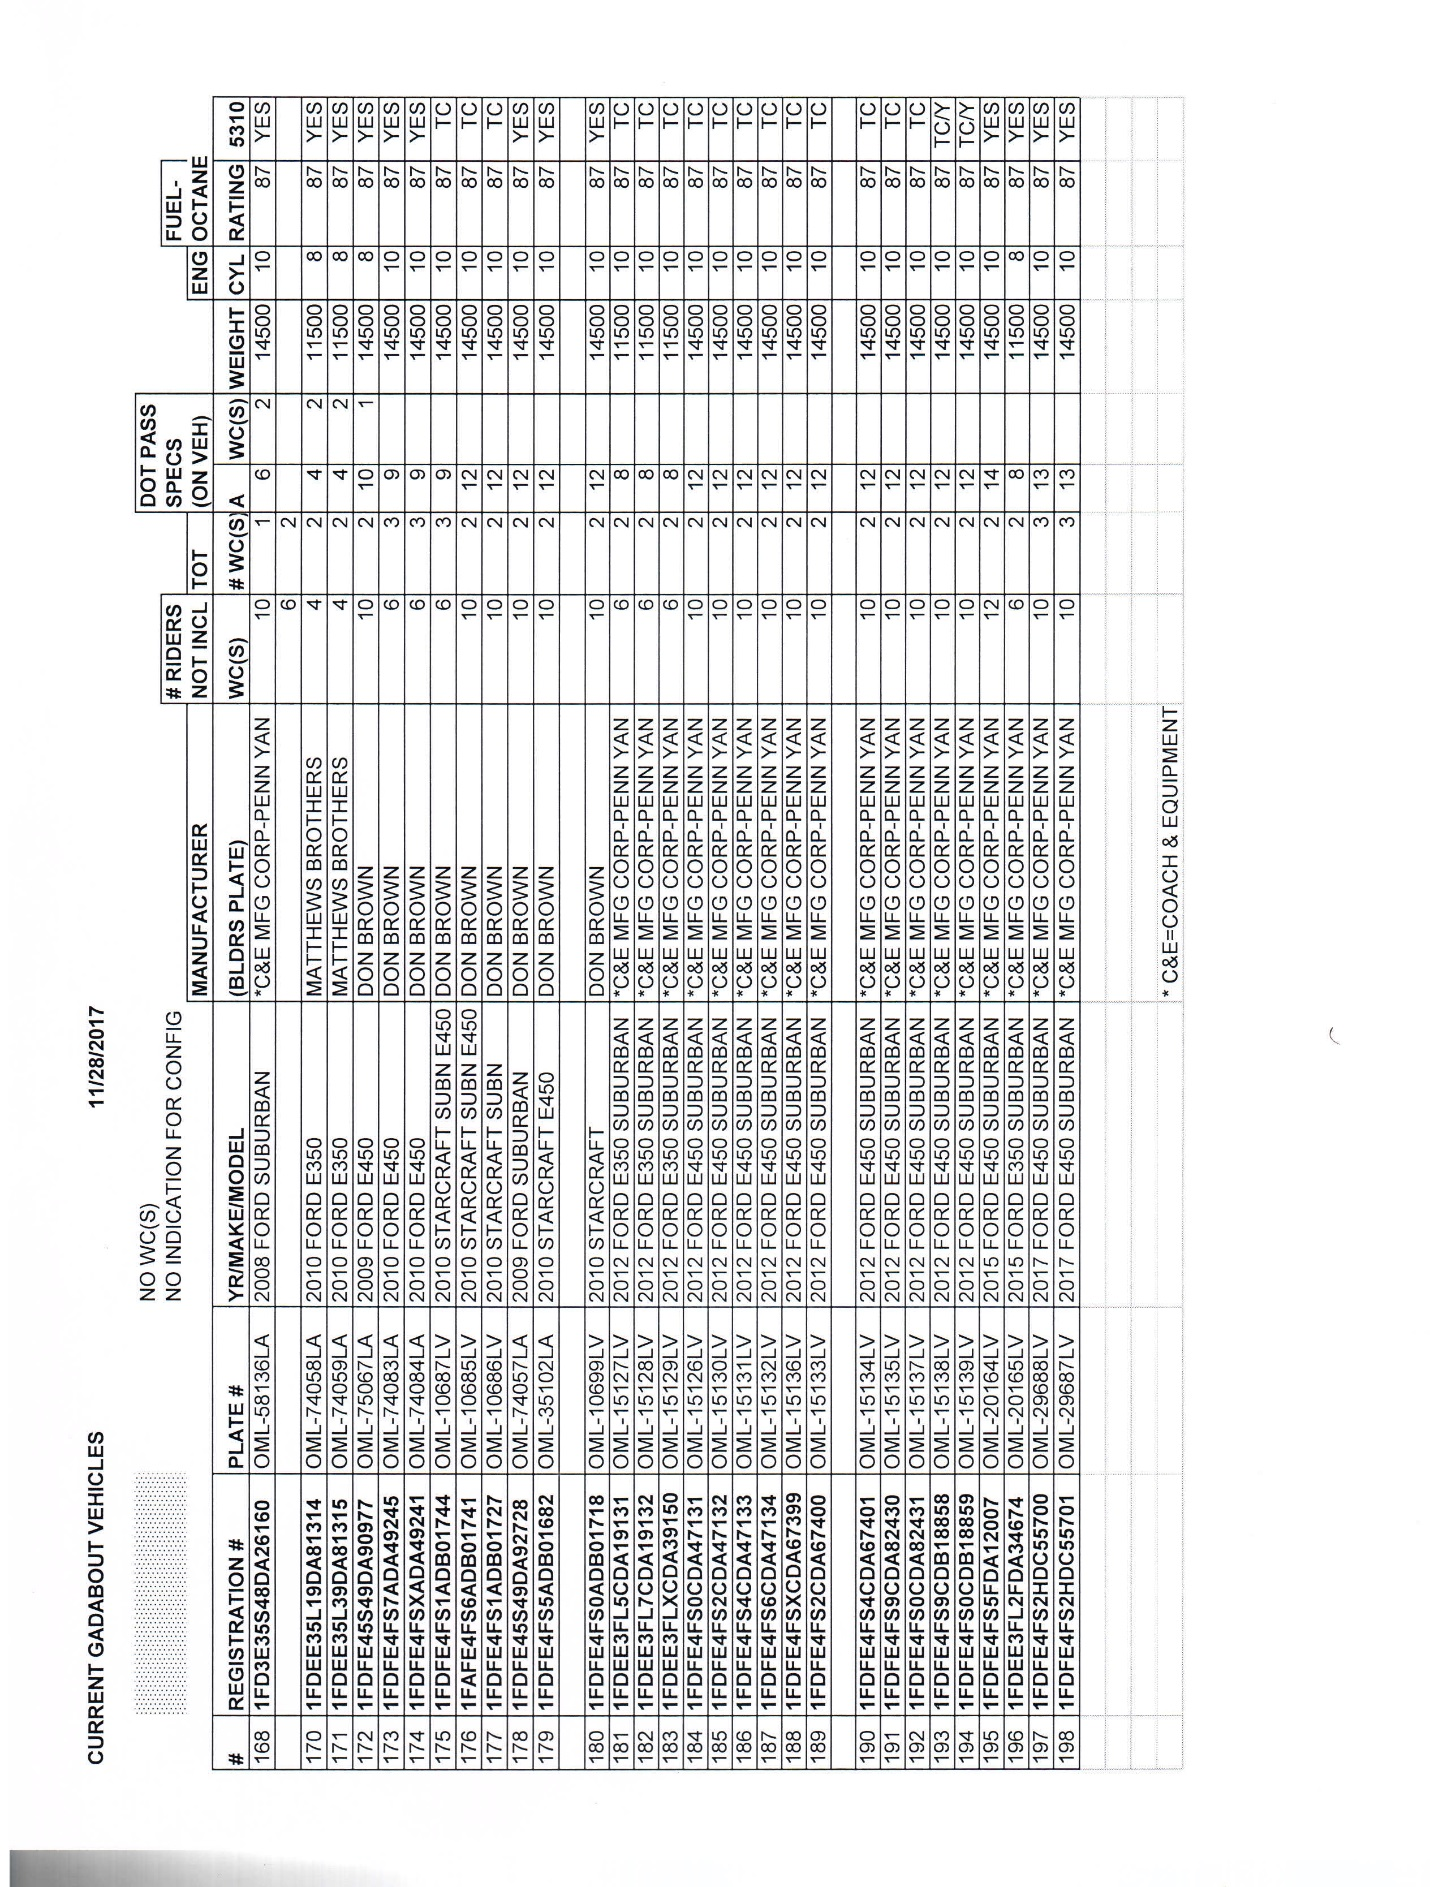 CURRENT GADABOUT VEHICLES 11/28/2017
NO WC(S)
NO INDICATION FOR CONFIG
DOT PASS
# RIDERS SPECS FUEL-
MANUFACTURER NOT INCL TOT (ON VEH) ENG OCTANE
# REGISTRATION # PLATE # YR/MAKE/MODEL (BLDRS PLATE) WC(S) # WC(S) A WC(S) WEIGHT CYL RATING 5310
168 1FD3E35S48DA26160 OML-58136LA 2008 FORD SUBURBAN *C&E MFG CORP-PENN YAN 10 1 6 2 14500 10 87 YES
6 2
170 1FDEE35L19DA81314 OML-74058LA 2010 FORD E350 MATTHEWS BROTHERS 4 2 4 2 11500 8 87 YES
171 1FDEE35L39DA81315 OML-74059LA 2010 FORD E350 MATTHEWS BROTHERS 4 2 4 2 11500 8 87 YES
172 1FDFE45S49DA90977 OML-75067LA 2009 FORD E450 DON BROWN 10 2 10 1 14500 8 87 YES
173 1FDFE4FS7ADA49245 OML-74083LA 2010 FORD E450 DON BROWN 6 3 9 14500 10 87 YES
174 1FDFE4FSXADA49241 OML-74084LA 2010 FORD E450 DON BROWN 6 3 9 14500 10 87 YES
175 1FDFE4FS1ADB01744 OML-10687LV 2010 STARCRAFT SUBN E450 DON BROWN 6 3 9 14500 10 87 TC
176 1FAFE4FS6ADB01741 OML-10685LV 2010 STARCRAFT SUBN E450 DON BROWN 10 2 12 14500 10 87 TC
177 1FDFE4FS1ADB01727 OML-10686LV 2010 STARCRAFT SUBN DON BROWN 10 2 12 14500 10 87 TC
178 1FDFE45S49DA92728 OML-74057LA 2009 FORD SUBURBAN DON BROWN 10 2 12 14500 10 87 YES
179 1FDFE4FS5ADB01682 OML-35102LA 2010 STARCRAFT E450 DON BROWN 10 2 12 14500 10 87 YES
180 1FDFE4FS0ADB01718 OML-10699LV 2010 STARCRAFT DON BROWN 10 2 12 14500 10 87 YES
181 1FDEE3FL5CDA19131 OML-15127LV 2012 FORD E350 SUBURBAN *C&E MFG CORP-PENN YAN 6 2 8 11500 10 87 TC
182 1FDEE3FL7CDA19132 OML-15128LV 2012 FORD E350 SUBURBAN *C&E MFG CORP-PENN YAN 6 2 8 11500 10 87 TC
183 1FDEE3FLXCDA39150 OML-15129LV 2012 FORD E350 SUBURBAN *C&E MFG CORP-PENN YAN 6 2 8 11500 10 87 TC
184 1FDFE4FS0CDA47131 OML-15126LV 2012 FORD E450 SUBURBAN *C&E MFG CORP-PENN YAN 10 2 12 14500 10 87 TC
185 1FDFE4FS2CDA47132 OML-15130LV 2012 FORD E450 SUBURBAN *C&E MFG CORP-PENN YAN 10 2 12 14500 10 87 TC
186 1FDFE4FS4CDA47133 OML-15131LV 2012 FORD E450 SUBURBAN *C&E MFG CORP-PENN YAN 10 2 12 14500 10 87 TC
187 1FDFE4FS6CDA47134 OML-15132LV 2012 FORD E450 SUBURBAN *C&E MFG CORP-PENN YAN 10 2 12 14500 10 87 TC
188 1FDFE4FSXCDA67399 OML-15136LV 2012 FORD E450 SUBURBAN *C&E MFG CORP-PENN YAN 10 2 12 14500 10 87 TC
189 1FDFE4FS2CDA67400 OML-15133LV 2012 FORD E450 SUBURBAN *C&E MFG CORP-PENN YAN 10 2 12 14500 10 87 TC
190 1FDFE4FS4CDA67401 OML-15134LV 2012 FORD E450 SUBURBAN *C&E MFG CORP-PENN YAN 10 2 12 14500 10 87 TC
191 1FDFE4FS9CDA82430 OML-15135LV 2012 FORD E450 SUBURBAN *C&E MFG CORP-PENN YAN 10 2 12 14500 10 87 TC
192 1FDFE4FS0CDA82431 OML-15137LV 2012 FORD E450 SUBURBAN *C&E MFG CORP-PENN YAN 10 2 12 14500 10 87 TC
193 1FDFE4FS9CDB18858 OML-15138LV 2012 FORD E450 SUBURBAN *C&E MFG CORP-PENN YAN 10 2 12 14500 10 87 TC/Y
194 1FDFE4FS0CDB18859 OML-15139LV 2012 FORD E450 SUBURBAN *C&E MFG CORP-PENN YAN 10 2 12 14500 10 87 TC/Y
195 1FDFE4FS5FDA12007 OML-20164LV 2015 FORD E450 SUBURBAN *C&E MFG CORP-PENN YAN 12 2 14 14500 10 87 YES
196 1FDEE3FL2FDA34674 OML-20165LV 2015 FORD E350 SUBURBAN *C&E MFG CORP-PENN YAN 6 2 8 11500 8 87 YES
197 1FDFE4FS2HDC55700 OML-29688LV 2017 FORD E450 SUBURBAN *C&E MFG CORP-PENN YAN 10 3 13 14500 10 87 YES
198 1FDFE4FS2HDC55701 OML-29687LV 2017 FORD E450 SUBURBAN *C&E MFG CORP-PENN YAN 10 3 13 14500 10 87 YES
* C&E=COACH & EQUIPMENT